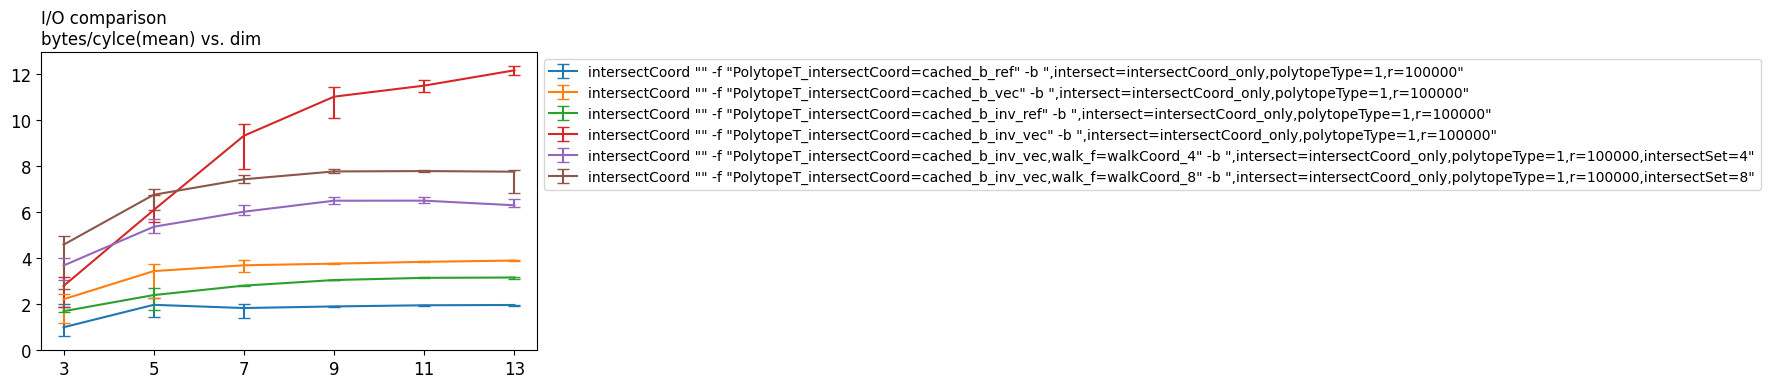 I/O comparison
bytes/cylce(mean) vs. dim
12
10
8
6
4
2
0
3 5 7 9 11 13
intersectCoord "" -f "PolytopeT_intersectCoord=cached_b_ref" -b ",intersect=intersectCoord_only,polytopeType=1,r=100000"
intersectCoord "" -f "PolytopeT_intersectCoord=cached_b_vec" -b ",intersect=intersectCoord_only,polytopeType=1,r=100000"
intersectCoord "" -f "PolytopeT_intersectCoord=cached_b_inv_ref" -b ",intersect=intersectCoord_only,polytopeType=1,r=100000"
intersectCoord "" -f "PolytopeT_intersectCoord=cached_b_inv_vec" -b ",intersect=intersectCoord_only,polytopeType=1,r=100000"
intersectCoord "" -f "PolytopeT_intersectCoord=cached_b_inv_vec,walk_f=walkCoord_4" -b ",intersect=intersectCoord_only,polytopeType=1,r=100000,intersectSet=4"
intersectCoord "" -f "PolytopeT_intersectCoord=cached_b_inv_vec,walk_f=walkCoord_8" -b ",intersect=intersectCoord_only,polytopeType=1,r=100000,intersectSet=8"